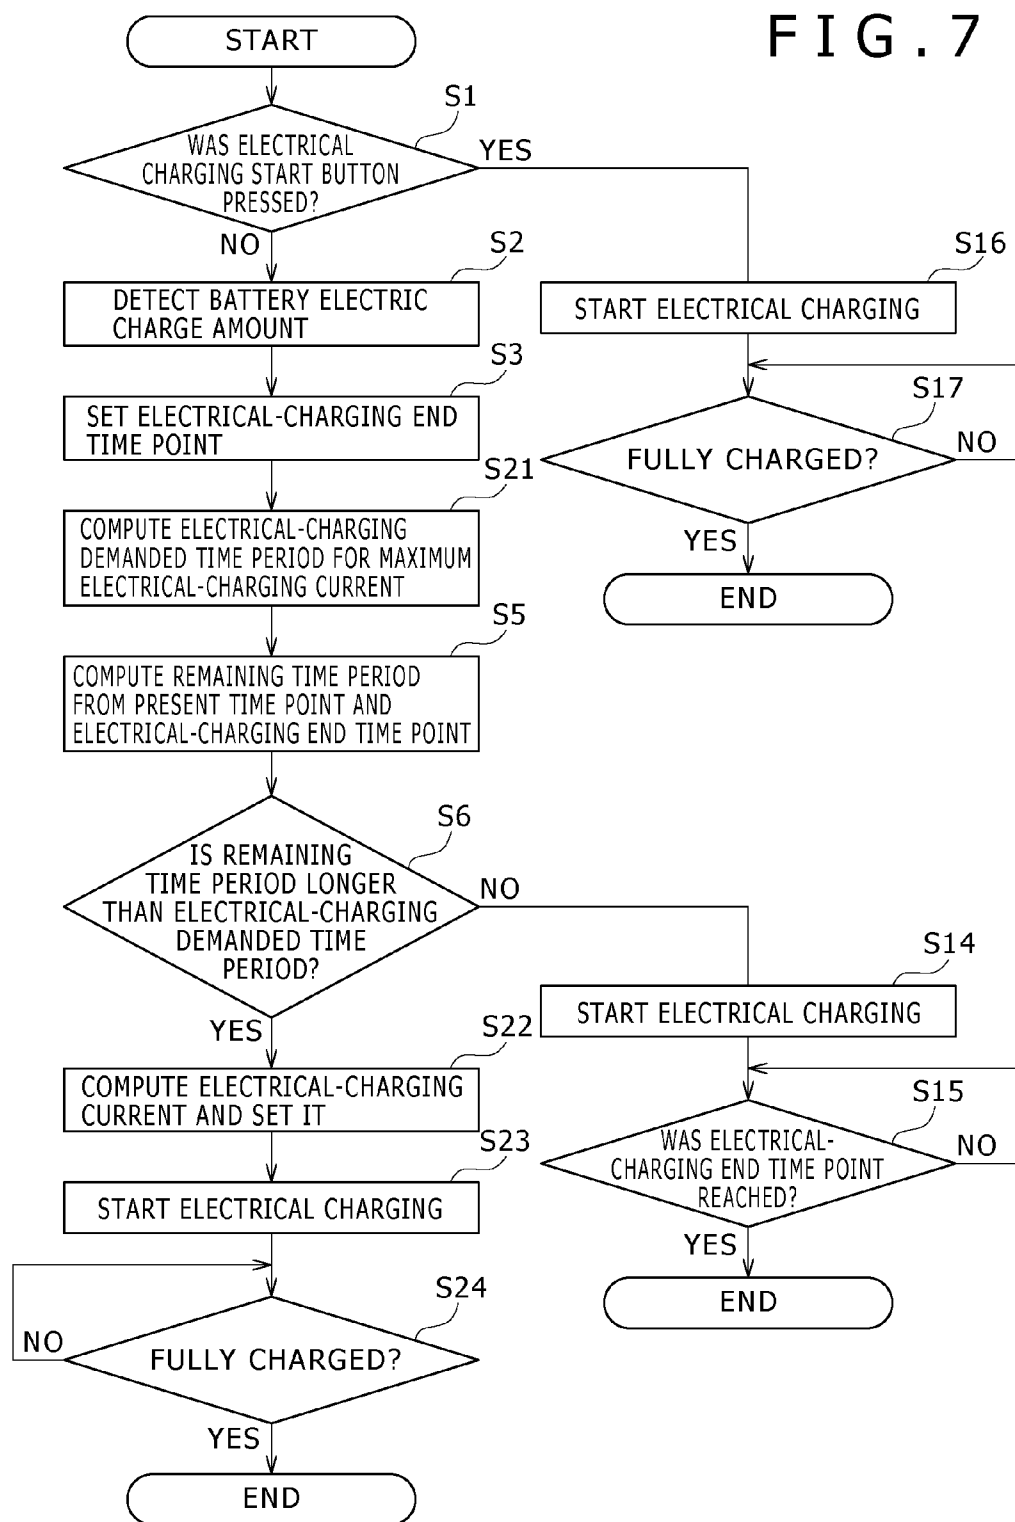 FIG.7
START
S1
WAS ELECTRICAL
CHARGING START BUTTON
PRESSED?
YES
NO
S2
DETECT BATTERY ELECTRIC
CHARGE AMOUNT
S3
SET ELECTRICAL-CHARGING END
TIME POINT
S21
COMPUTE ELECTRICAL-CHARGING
DEMANDED TIME PERIOD FOR MAXIMUM
ELECTRICAL-CHARGING CURRENT
S5
COMPUTE REMAINING TIME PERIOD
FROM PRESENT TIME POINT AND
ELECTRICAL-CHARGING END TIME POINT
S6
IS REMAINING
TIME PERIOD LONGER
THAN ELECTRICAL-CHARGING
DEMANDED TIME
PERIOD?
NO
YES
S22
COMPUTE ELECTRICAL-CHARGING
CURRENT AND SET IT
S23
START ELECTRICAL CHARGING
S24
FULLY CHARGED?
NO
YES
END
S16
START ELECTRICAL CHARGING
S17
FULLY CHARGED?
NO
YES
END
S14
START ELECTRICAL CHARGING
S15
WAS ELECTRICAL-
CHARGING END TIME POINT
REACHED?
NO
YES
END